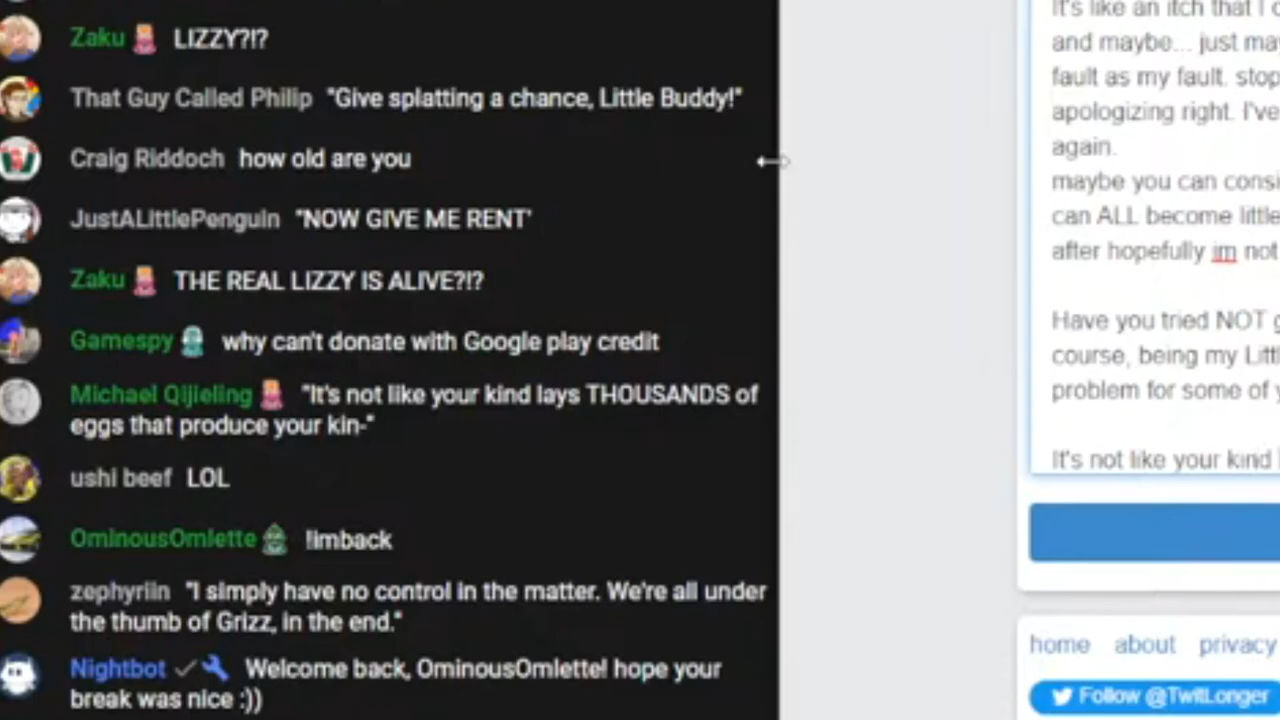 Zaku LIZZY?!?
That Guy Called Philip "Give splatting a chance, Little Buddy!"
Craig Riddoch how old are you
JustALittlePenguin "NOW GIVE ME RENT'
Zaku THE REAL LIZZY IS ALIVE?!?
Gamespy why can't donate with Google play credit
Michael Qijieling "It's not like your kind lays THOUSANDS of
eggs that produce your kin-"
ushi beef LOL
OminousOmlette !imback
zephyriin "I simply have no control in the matter. We're all under
the thumb of Grizz, in the end."
Nightbot Welcome back, OminousOmlette! hope your
break was nice :))
It's like an itch that I
and maybe... just
fault as my fault. stop
apologizing right. I've
again.
maybe you can
can ALL become little
after hopefully im not
Have you tried NOT
course, being my
problem for some of
It's not like your kind
home about privacy
Follow @TwitLonger